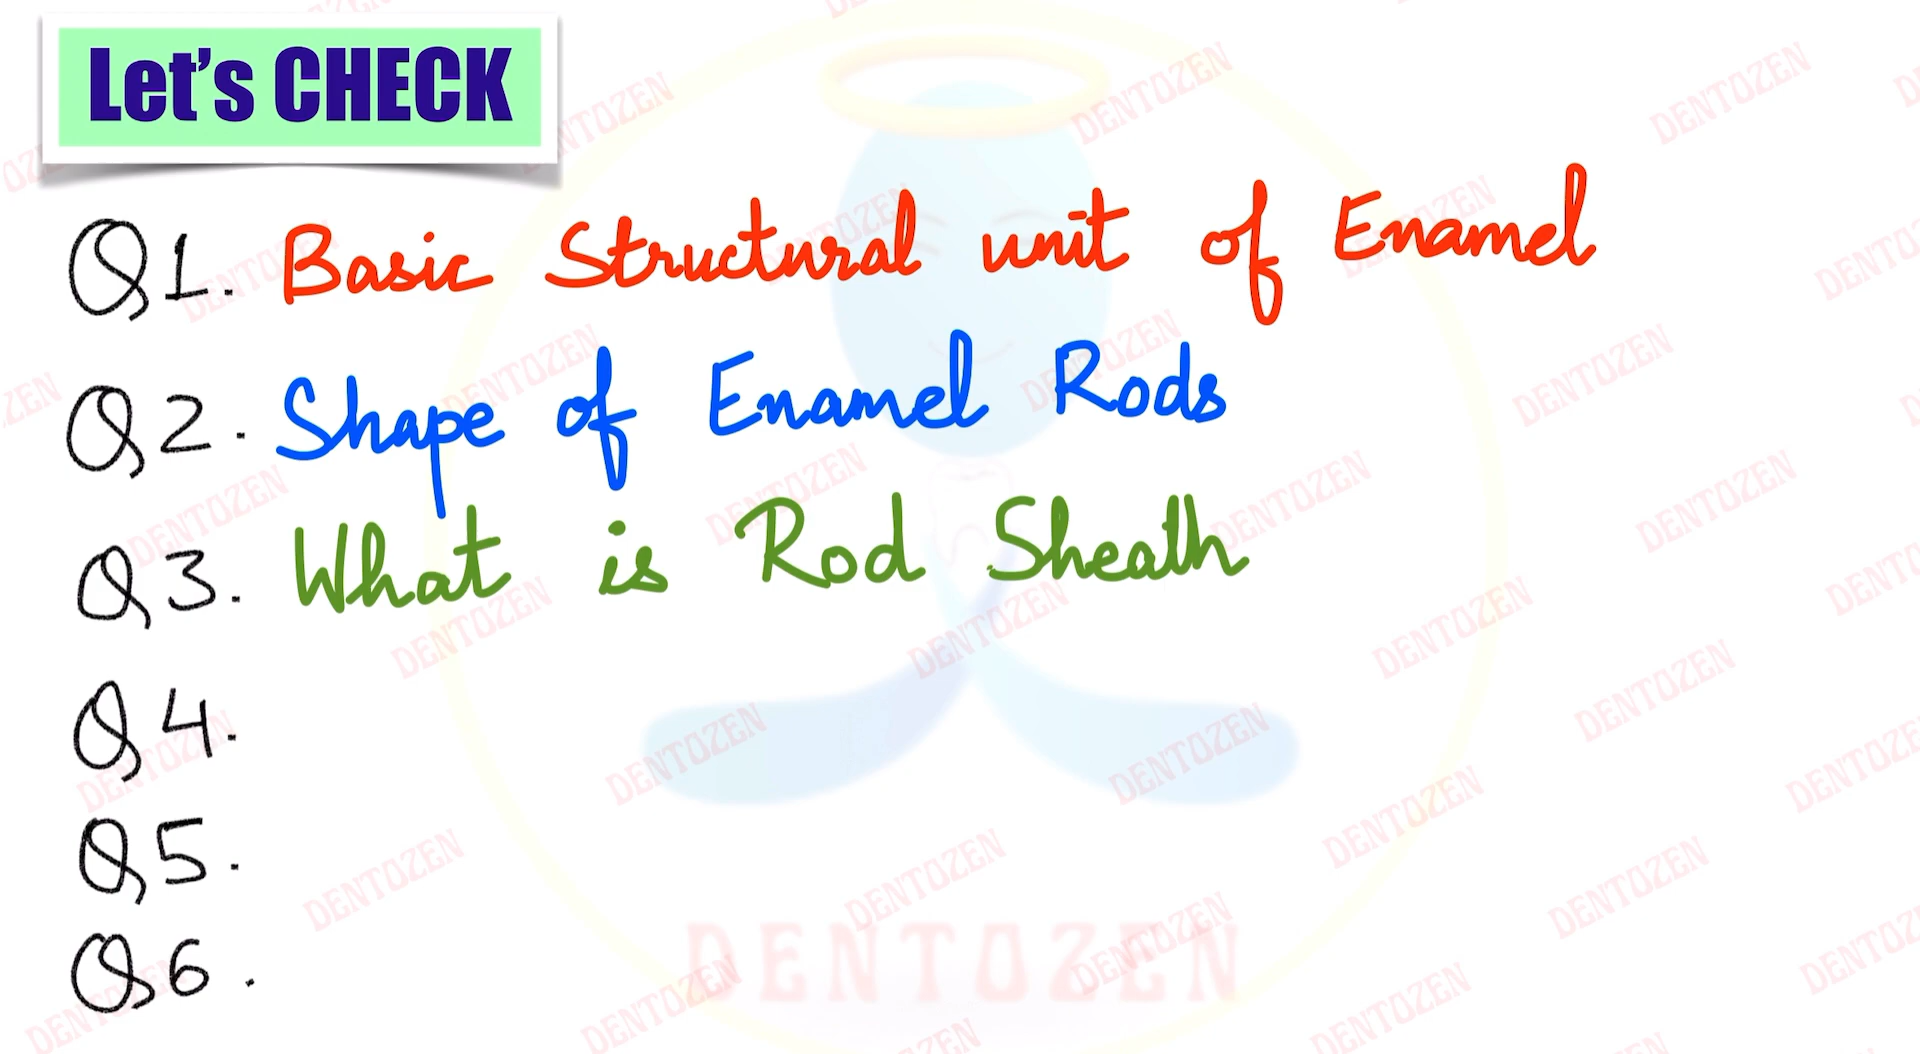 Let's CHECK
Q1. Basic Structural unit of Enamel
Q2. Shape of Enamel Rods
Q3. What is Rod Sheath
Q4.
Q5.
Q6.
DENTOZEN